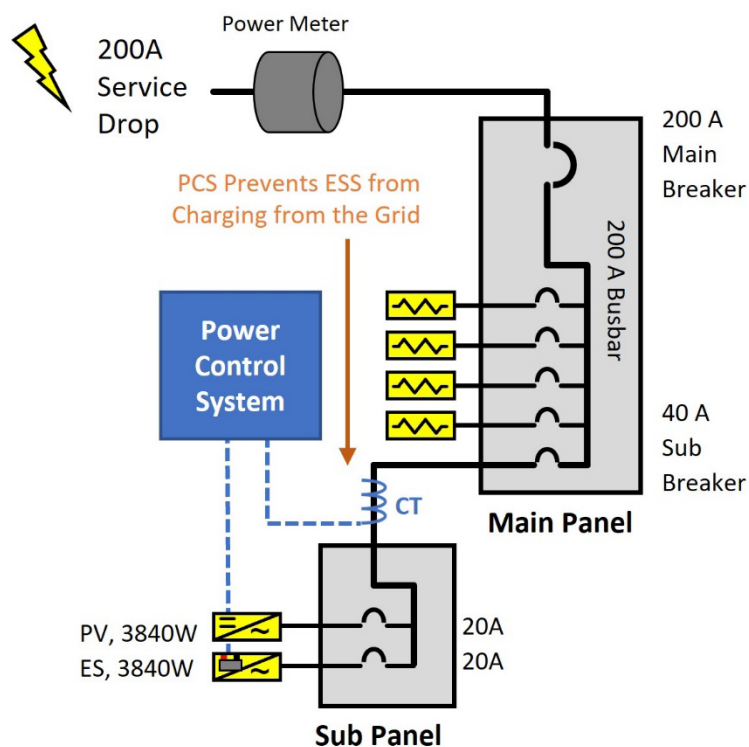 Power Meter
200A
Service
Drop
200 A
Main
Breaker
PCS Prevents ESS from
Charging from the Grid
200 A Busbar
Power
Control
System
40 A
Sub
Breaker
CT
Main Panel
PV, 3840W
20A
ES, 3840W
20A
Sub Panel